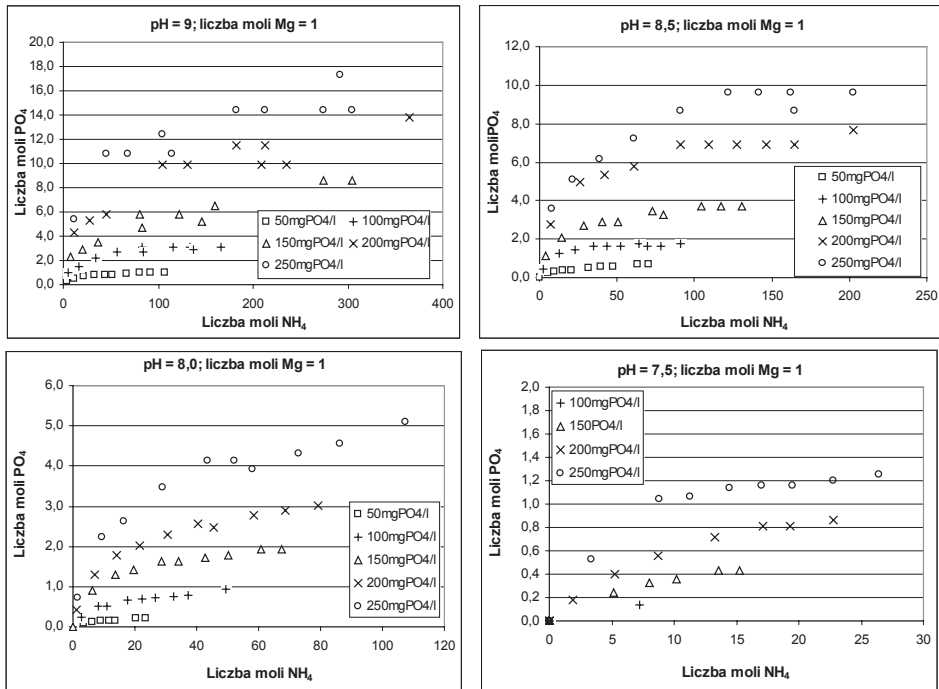 pH = 9; liczba moli Mg = 1
Liczba moli PO4
20,0
18,0
16,0
14,0
12,0
10,0
8,0
6,0
4,0
2,0
0,0
50mgPO4/l
100mgPO4/l
150mgPO4/l
200mgPO4/l
250mgPO4/l
0
100
200
300
400
Liczba moli NH4
pH = 8,5; liczba moli Mg = 1
Liczba moliPO4
12,0
10,0
8,0
6,0
4,0
2,0
0,0
50mgPO4/l
100mgPO4/l
150mgPO4/l
200mgPO4/l
250mgPO4/l
0
50
100
150
200
250
Liczba moli NH4
pH = 8,0; liczba moli Mg = 1
Liczba moli PO4
6,0
5,0
4,0
3,0
2,0
1,0
0,0
50mgPO4/l
100mgPO4/l
150mgPO4/l
200mgPO4/l
250mgPO4/l
0
20
40
60
80
100
120
Liczba moli NH4
pH = 7,5; liczba moli Mg = 1
Liczba moli PO4
2,0
1,8
1,6
1,4
1,2
1,0
0,8
0,6
0,4
0,2
0,0
100mgPO4/l
150PO4/l
200mgPO4/l
250mgPO4/l
0
5
10
15
20
25
30
Liczba moli NH4